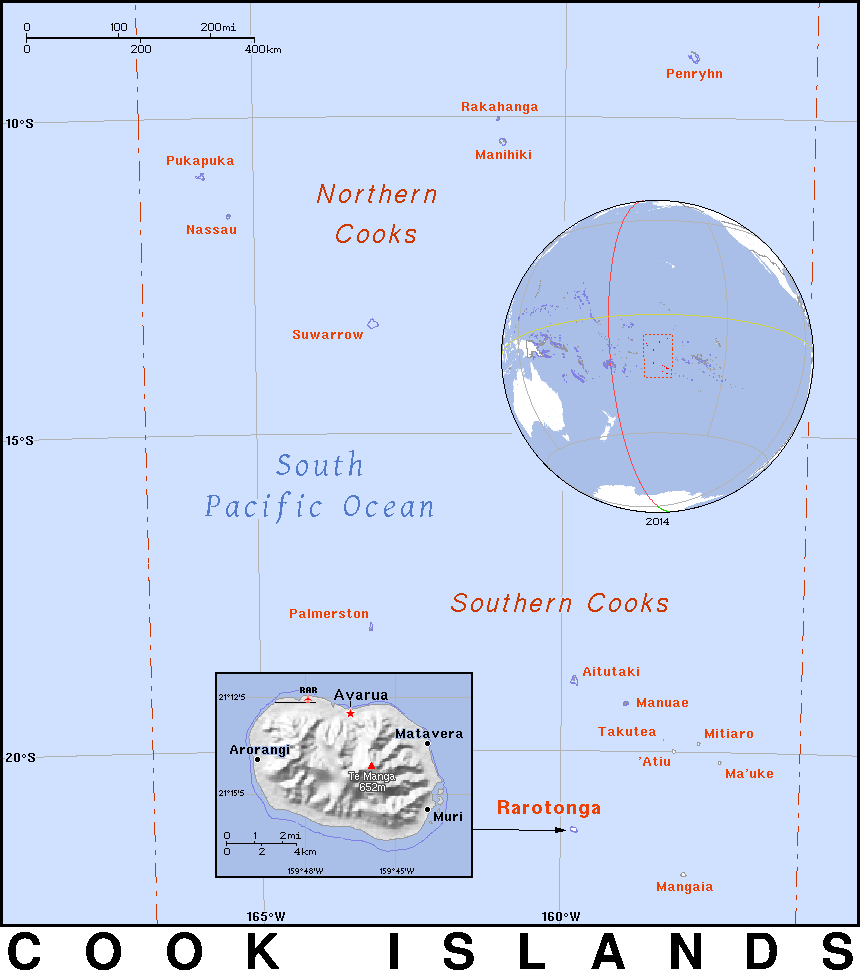 0 100 200mi
0 200 400km
Penryhn
Rakahanga
10°S
Manihiki
Pukapuka
Northern
Cooks
Nassau
Suwarrow
15°S
South
Pacific Ocean
2014
Southern Cooks
Palmerston
Aitutaki
Manuae
Takutea
Mitiaro
20°S
'Atiu
Ma'uke
Rarotonga
Mangaia
21°12'S
RAR
Avarua
Matavera
Arorangi
Te Manga
652m
21°15'S
Muri
0 1 2mi
0 2 4km
159°48'W
159°45'W
165°W
160°W
COOK ISLANDS